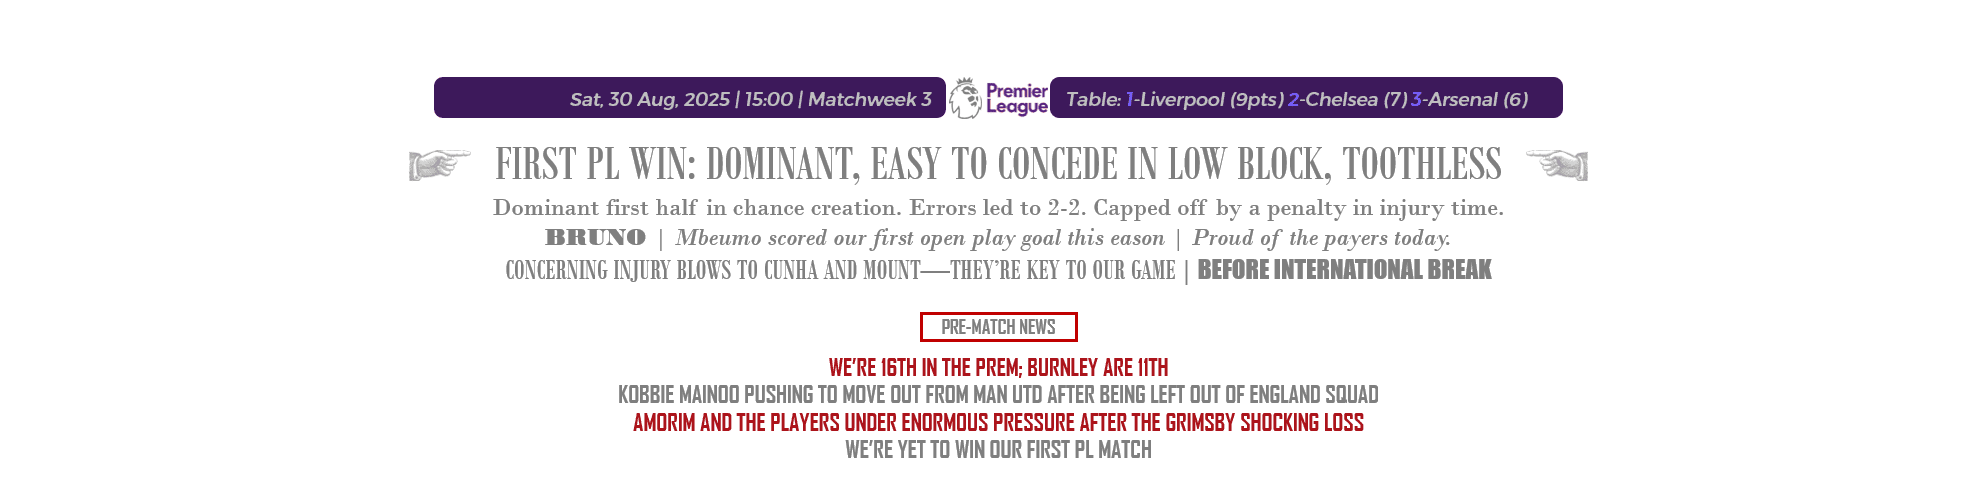 Sat, 30 Aug, 2025 | 15:00 | Matchweek 3
Premier
League
Table: 1-Liverpool (9pts) 2-Chelsea (7) 3-Arsenal (6)
FIRST PL WIN: DOMINANT, EASY TO CONCEDE IN LOW BLOCK, TOOTHLESS
Dominant first half in chance creation. Errors led to 2-2. Capped off by a penalty in injury time.
BRUNO | Mbeumo scored our first open play goal this eason | Proud of the payers today.
CONCERNING INJURY BLOWS TO CUNHA AND MOUNT—THEY'RE KEY TO OUR GAME | BEFORE INTERNATIONAL BREAK
PRE-MATCH NEWS
WE'RE 16TH IN THE PREM; BURNLEY ARE 11TH
KOBBIE MAINOO PUSHING TO MOVE OUT FROM MAN UTD AFTER BEING LEFT OUT OF ENGLAND SQUAD
AMORIM AND THE PLAYERS UNDER ENORMOUS PRESSURE AFTER THE GRIMSBY SHOCKING LOSS
WE'RE YET TO WIN OUR FIRST PL MATCH